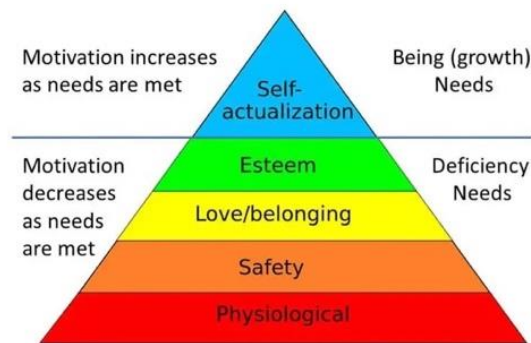 Motivation increases
as needs are met
Being (growth)
Needs
Self-
actualization
Motivation
decreases
as needs
are met
Esteem
Deficiency
Needs
Love/belonging
Safety
Physiological